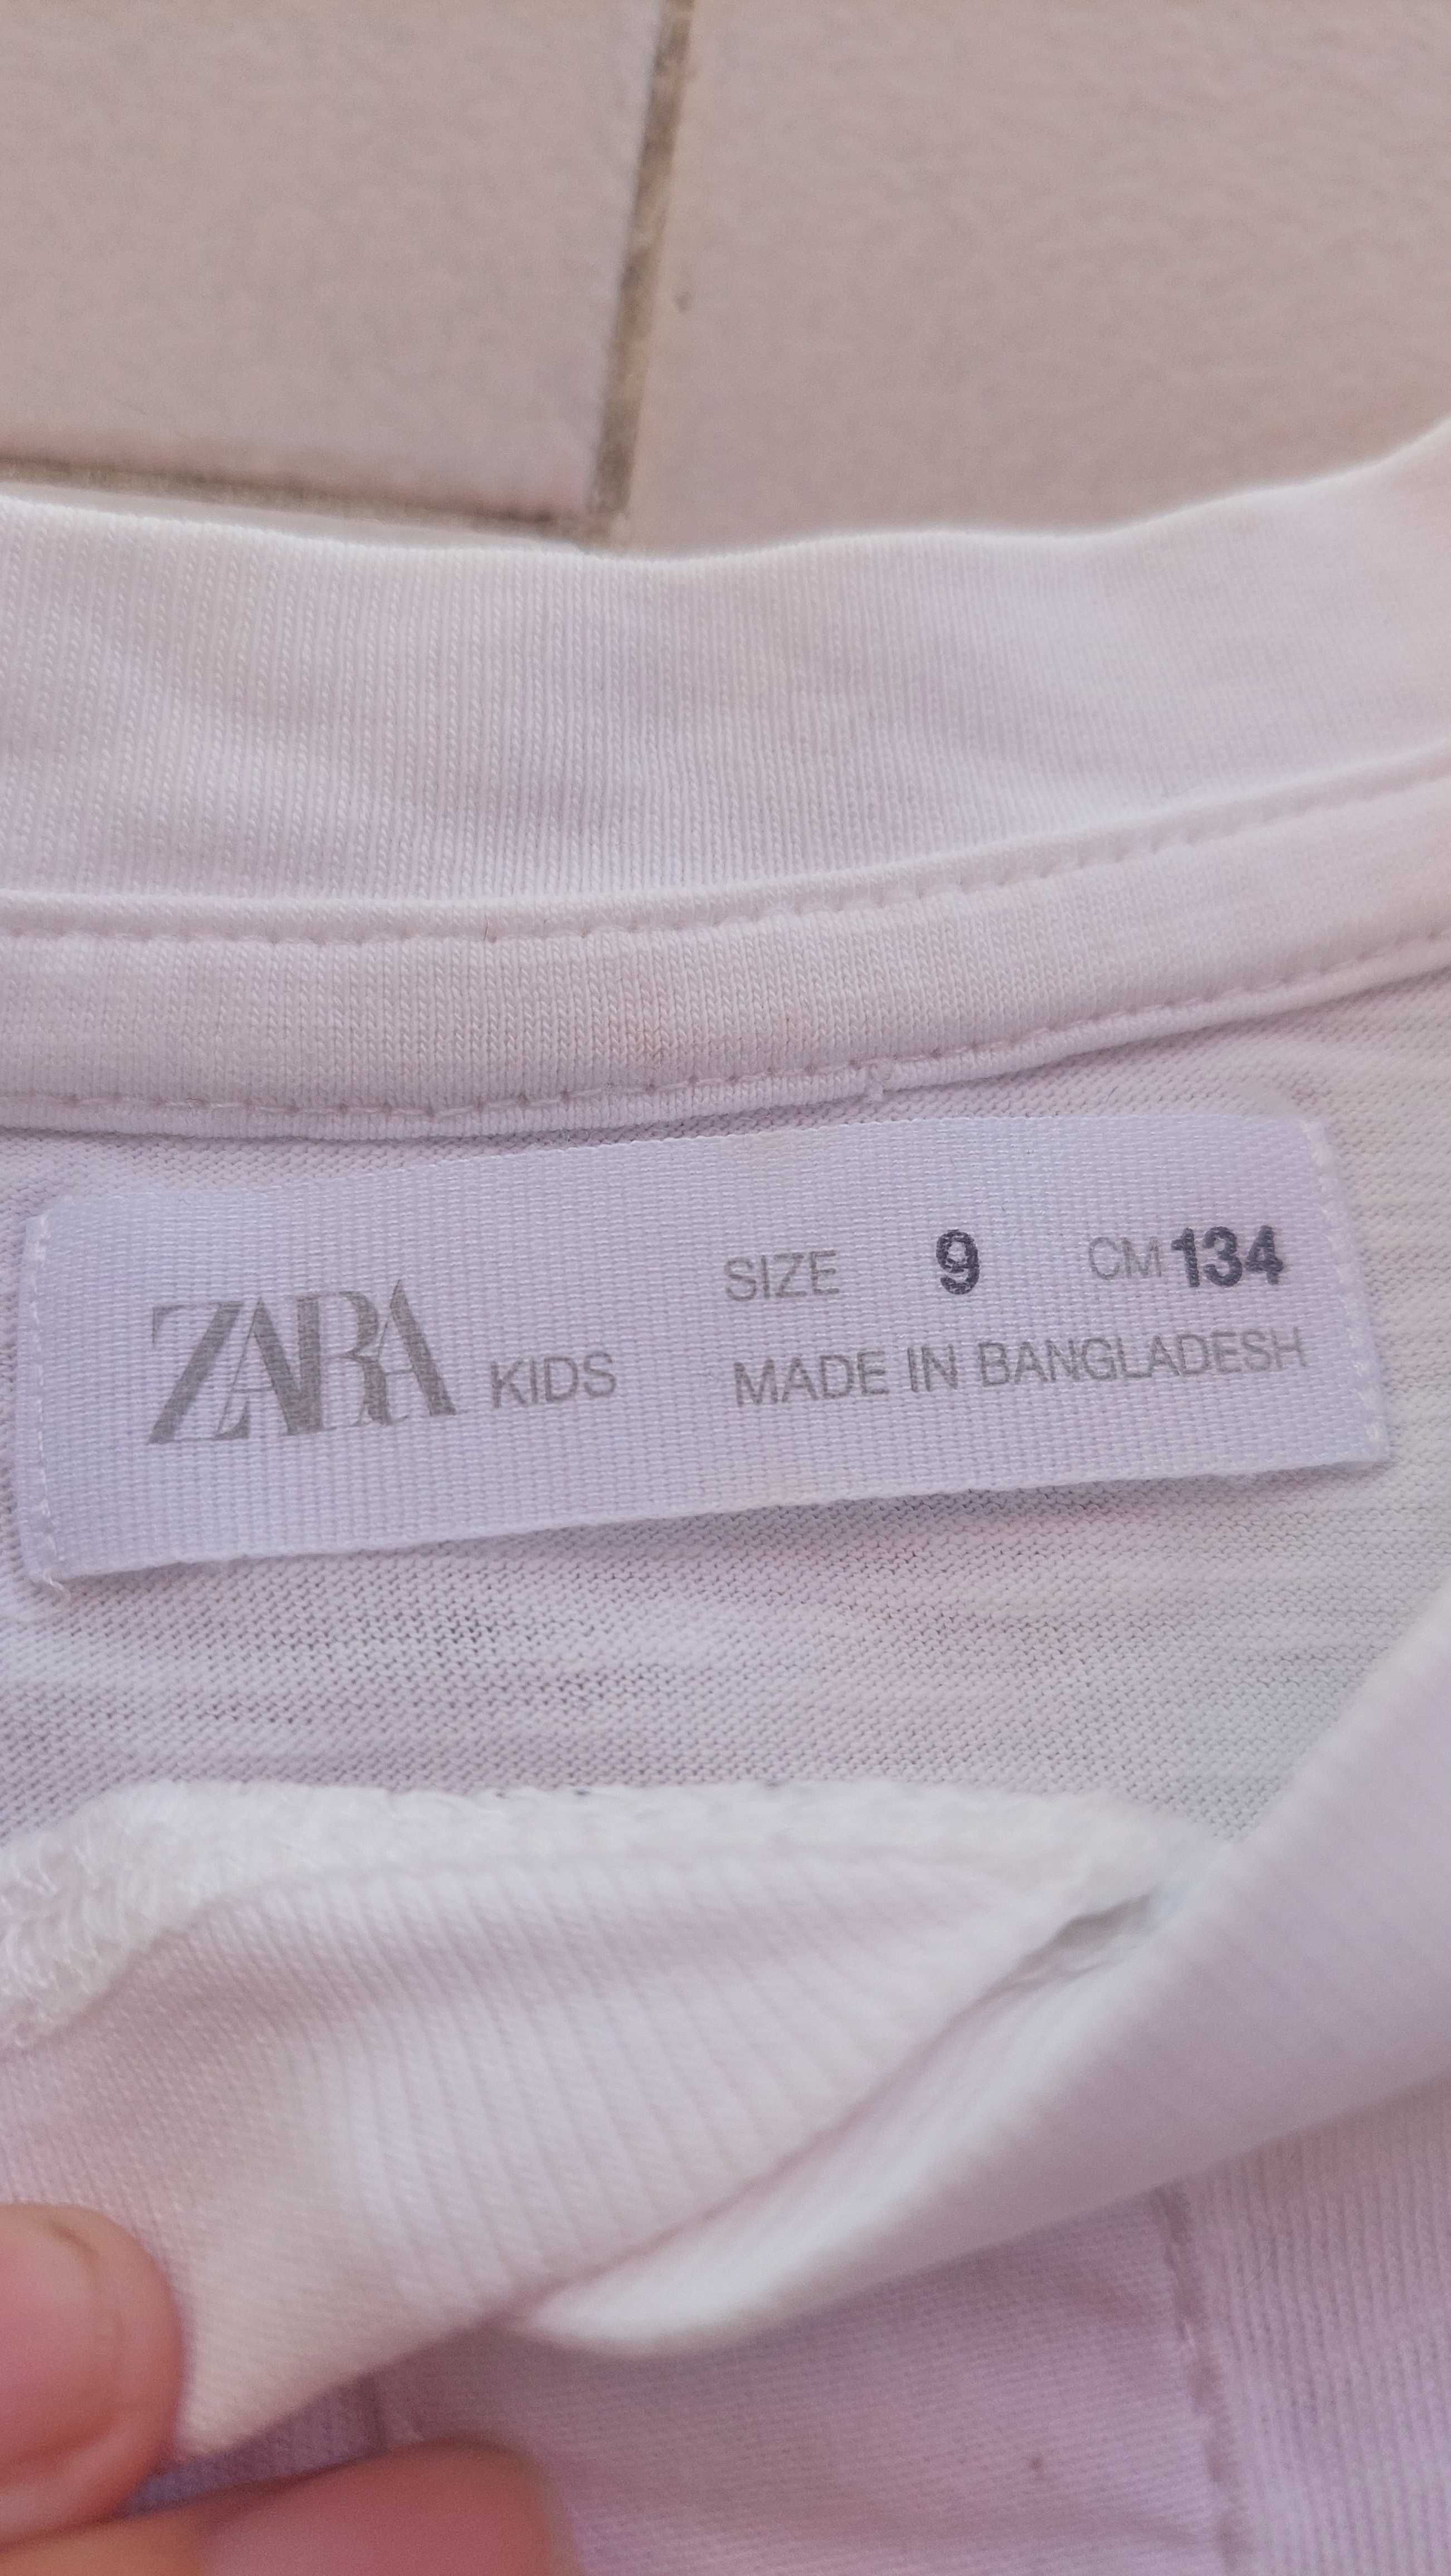 ZARA KIDS
SIZE 9 CM 134
MADE IN BANGLADESH